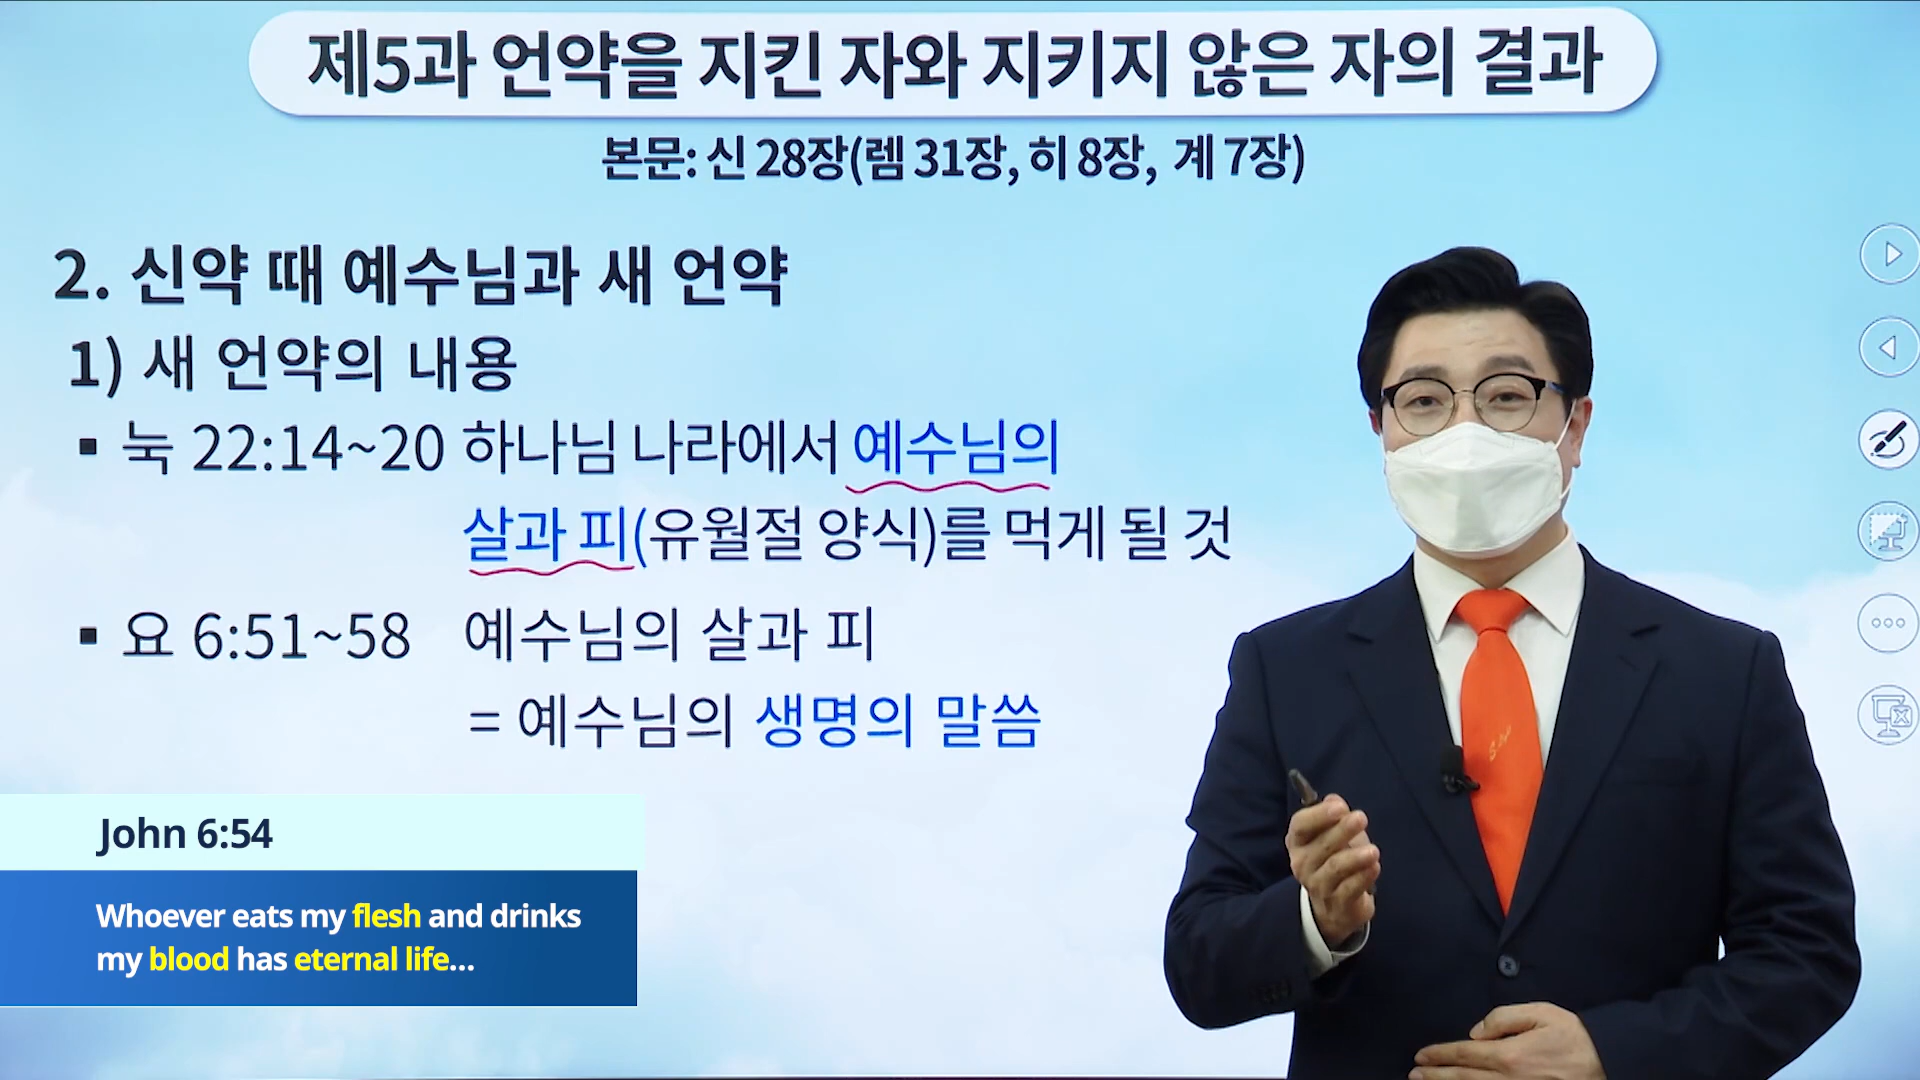 제5과 언약을 지킨 자와 지키지 않은 자의 결과
본문: 신 28장(렘 31장, 히 8장, 계 7장)
2. 신약 때 예수님과 새 언약
1) 새 언약의 내용
▪ 눅 22:14~20 하나님 나라에서 예수님의
살과 피(유월절 양식)를 먹게 될 것
▪ 요 6:51~58 예수님의 살과 피
= 예수님의 생명의 말씀
John 6:54
Whoever eats my flesh and drinks
my blood has eternal life...